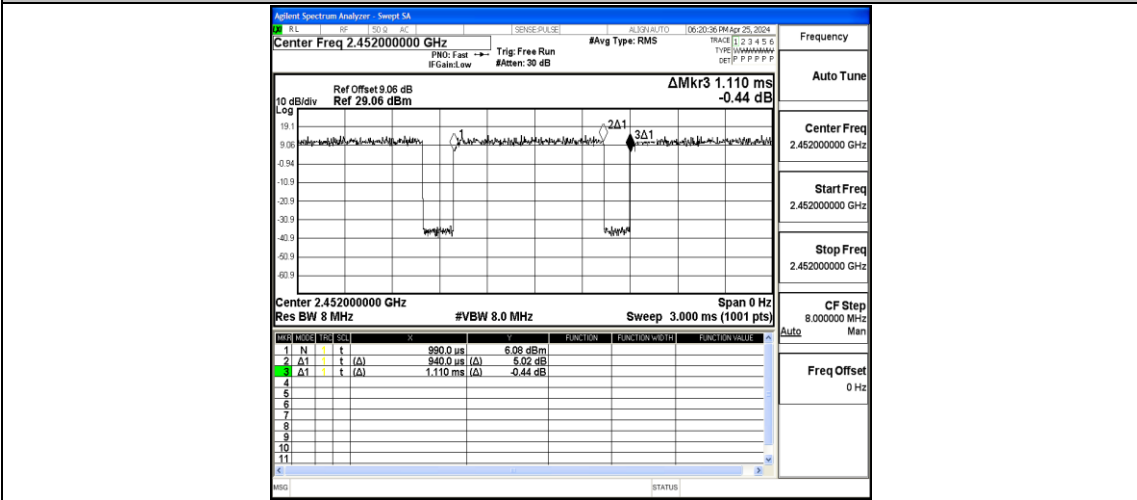 Agilent Spectrum Analyzer - Swept SA
RL RF 50 Ω AC SENSE:PULSE ALIGN AUTO 06:20:36 PM Apr 25, 2024
Center Freq 2.452000000 GHz #Avg Type: RMS TRACE 1 2 3 4 5 6
PNO: Fast Trig: Free Run TYPE
IFGain:Low #Atten: 30 dB DET P P P P P P
ΔMkr3 1.110 ms
-0.44 dB
Ref Offset 9.06 dB
10 dB/div Ref 29.06 dBm
Log
19.1
9.06
-0.94
-10.9
-20.9
-30.9
-40.9
-50.9
-60.9
1
2Δ1
3Δ1
Center 2.452000000 GHz Span 0 Hz
Res BW 8 MHz #VBW 8.0 MHz Sweep 3.000 ms (1001 pts)
MKR MODE TRC SCL X Y FUNCTION FUNCTION WIDTH FUNCTION VALUE
1 N 1 t 990.0 µs 6.08 dBm
2 Δ1 1 t (Δ) 940.0 µs (Δ) 5.02 dB
3 Δ1 1 t (Δ) 1.110 ms (Δ) -0.44 dB
4
5
6
7
8
9
10
11
MSG STATUS
Frequency
Auto Tune
Center Freq
2.452000000 GHz
Start Freq
2.452000000 GHz
Stop Freq
2.452000000 GHz
CF Step
8.000000 MHz
Auto Man
Freq Offset
0 Hz